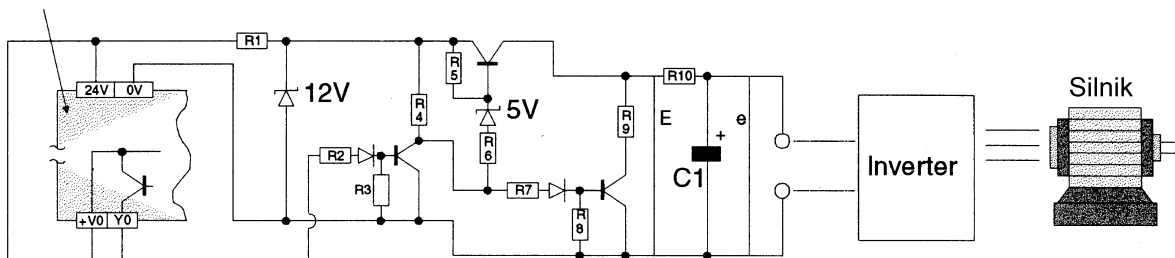 R1
24V 0V
12V
R4
R5
5V
R6
R9
R10
E
+
C1
e
Silnik
Inverter
R2
R3
R7
R8
+V0 Y0